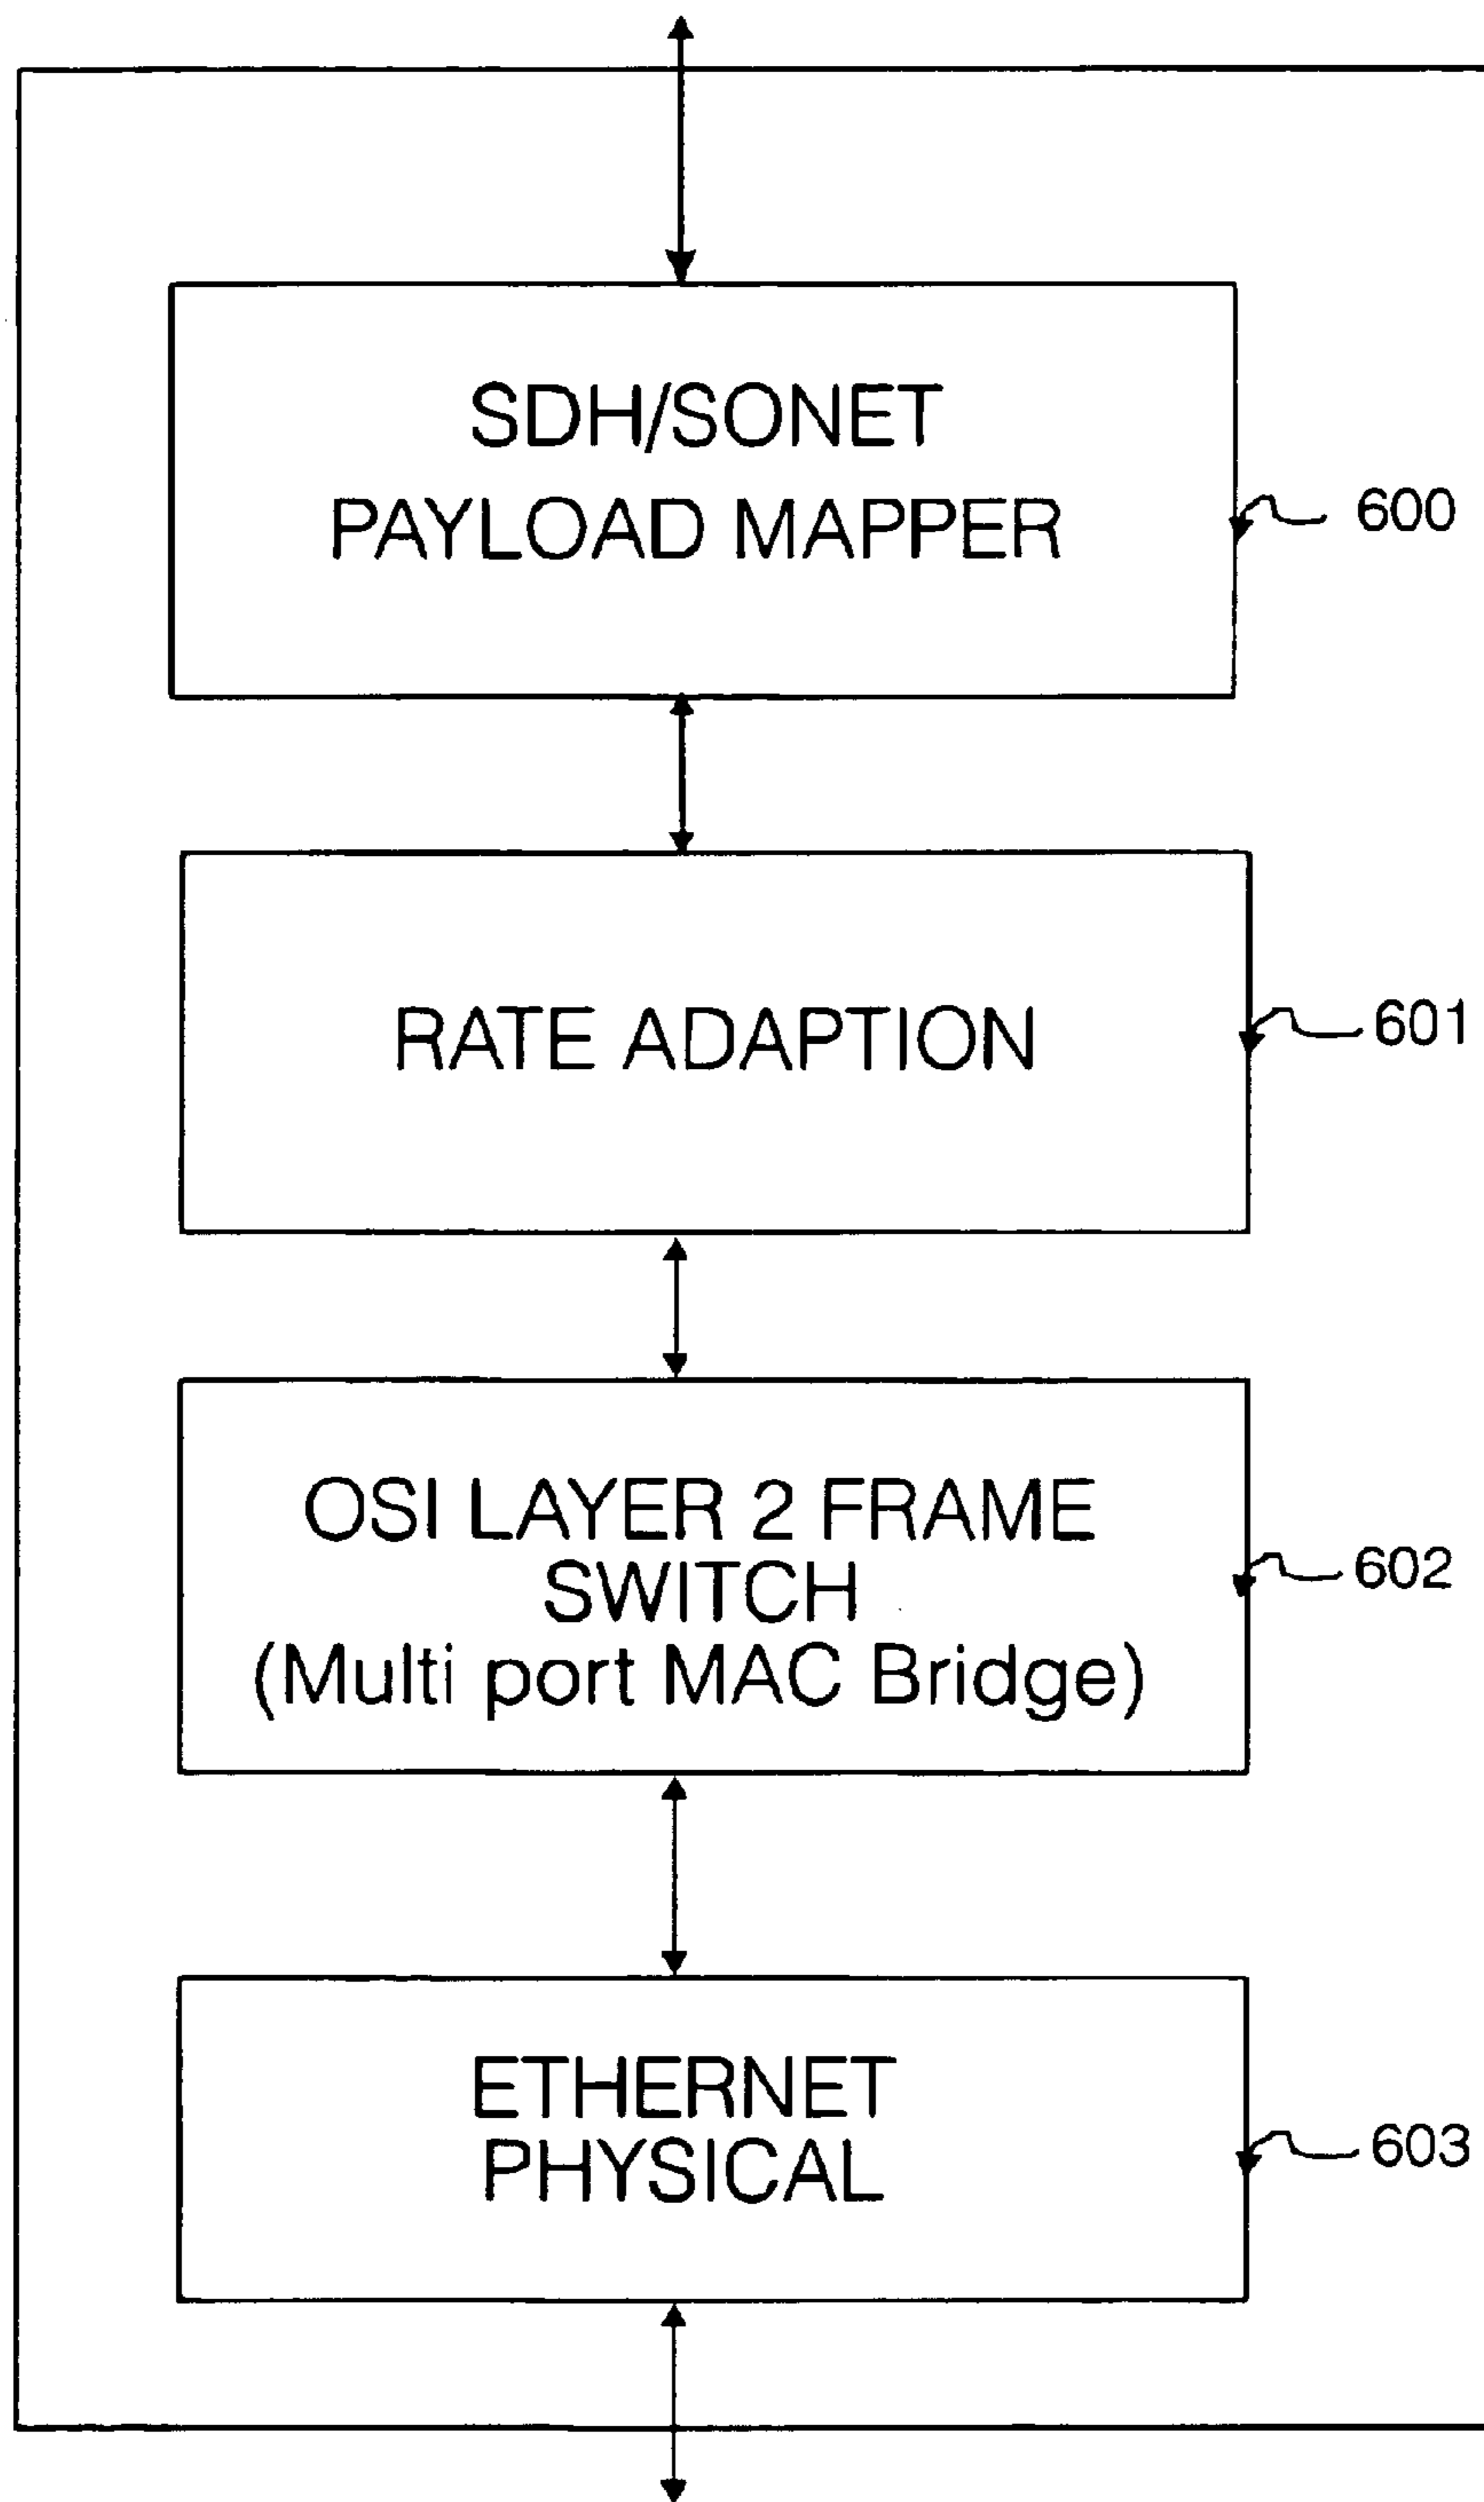 SDH/SONET
PAYLOAD MAPPER
600
RATE ADAPTION
601
OSI LAYER 2 FRAME
SWITCH
(Multi port MAC Bridge)
602
ETHERNET
PHYSICAL
603